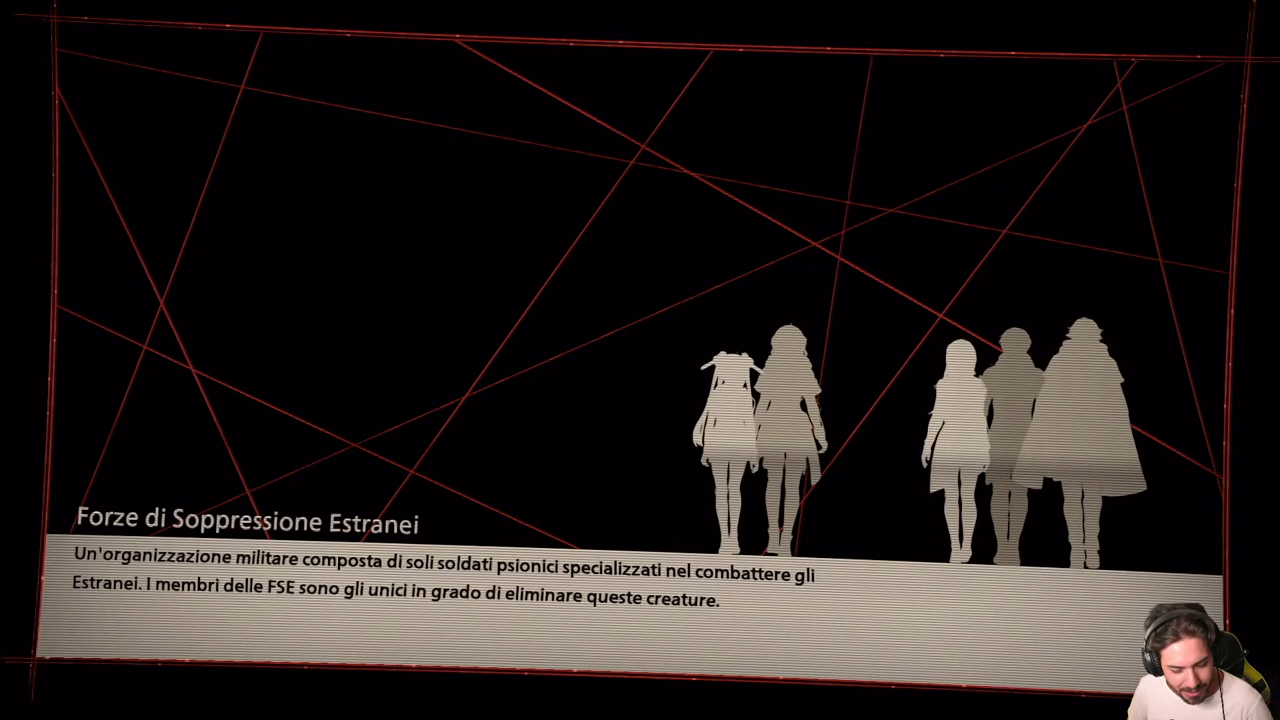 Forze di Soppressione Estranei
Un'organizzazione militare composta di soli soldati psionici specializzati nel combattere gli
Estranei. I membri delle FSE sono gli unici in grado di eliminare queste creature.